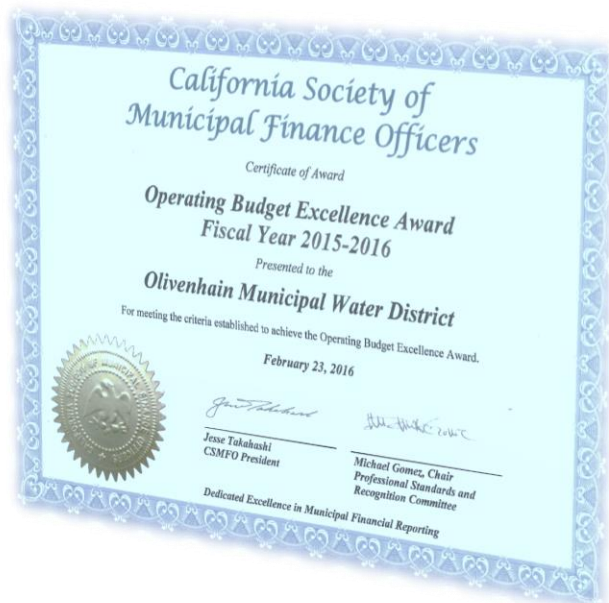 California Society of
Municipal Finance Officers
Certificate of Award
Operating Budget Excellence Award
Fiscal Year 2015-2016
Presented to the
Olivenhain Municipal Water District
For meeting the criteria established to achieve the Operating Budget Excellence Award.
February 23, 2016
Jesse Takahashi
CSMFO President
Michael Gomez, Chair
Professional Standards and
Recognition Committee
Dedicated Excellence in Municipal Financial Reporting